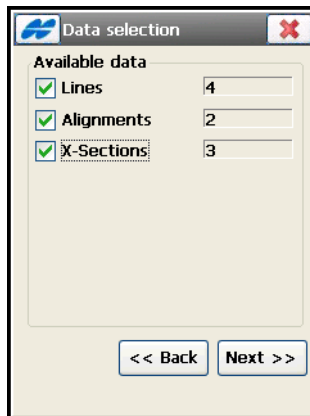 Data selection
Available data
Lines 4
Alignments 2
X-Sections 3
<< Back Next >>